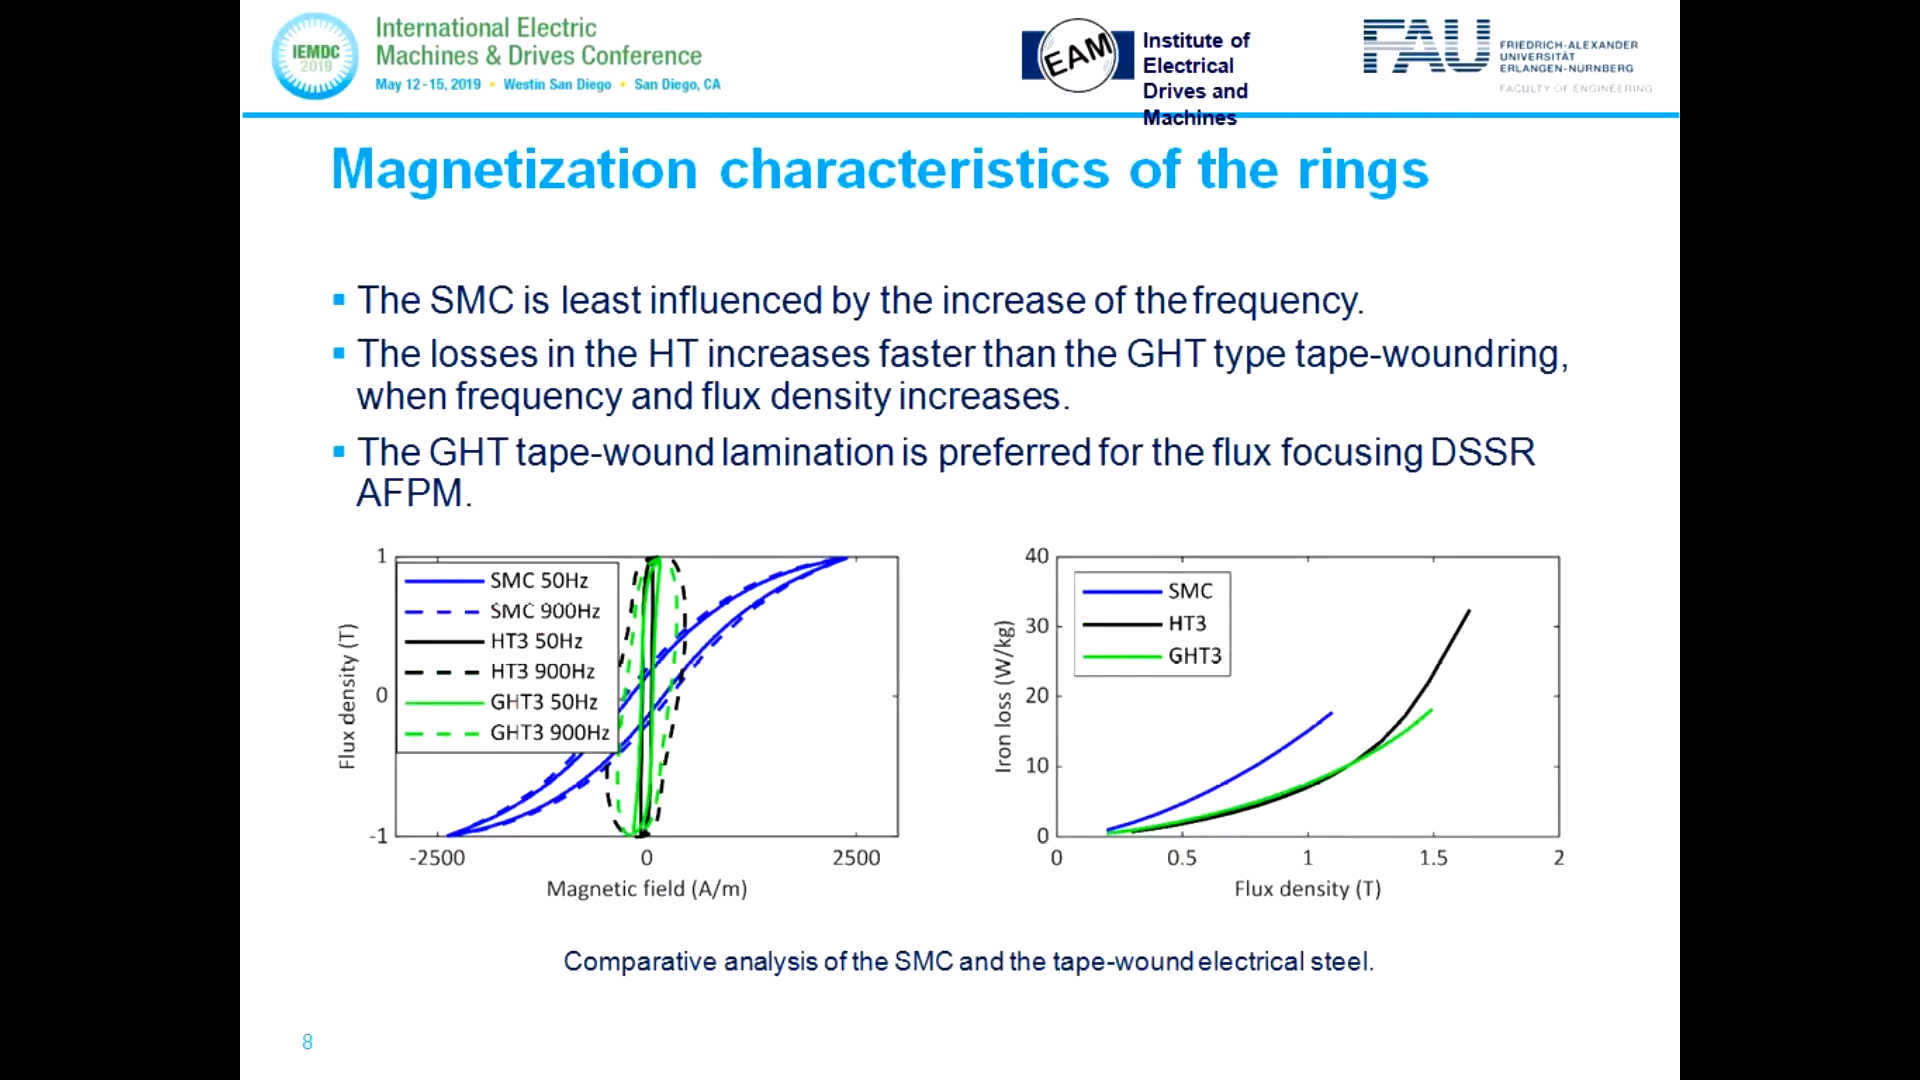 IEMDC
2019
International Electric
Machines & Drives Conference
May 12-15, 2019 • Westin San Diego • San Diego, CA
EAM
Institute of
Electrical
Drives and
Machines
FAU
FRIEDRICH-ALEXANDER
UNIVERSITÄT
ERLANGEN-NÜRNBERG
FACULTY OF ENGINEERING
Magnetization characteristics of the rings
▪ The SMC is least influenced by the increase of the frequency.
▪ The losses in the HT increases faster than the GHT type tape-wound ring,
when frequency and flux density increases.
▪ The GHT tape-wound lamination is preferred for the flux focusing DSSR
AFPM.
1
0
-1
Flux density (T)
SMC 50Hz
SMC 900Hz
HT3 50Hz
HT3 900Hz
GHT3 50Hz
GHT3 900Hz
-2500
0
2500
Magnetic field (A/m)
40
30
20
10
0
Iron loss (W/kg)
SMC
HT3
GHT3
0
0.5
1
1.5
2
Flux density (T)
Comparative analysis of the SMC and the tape-wound electrical steel.
8